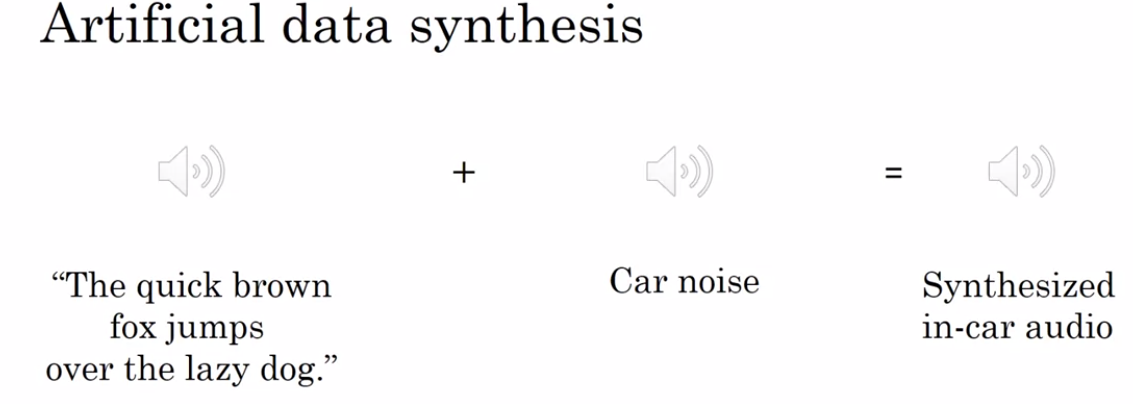 Artificial data synthesis
+
=
“The quick brown
fox jumps
over the lazy dog.”
Car noise
Synthesized
in-car audio